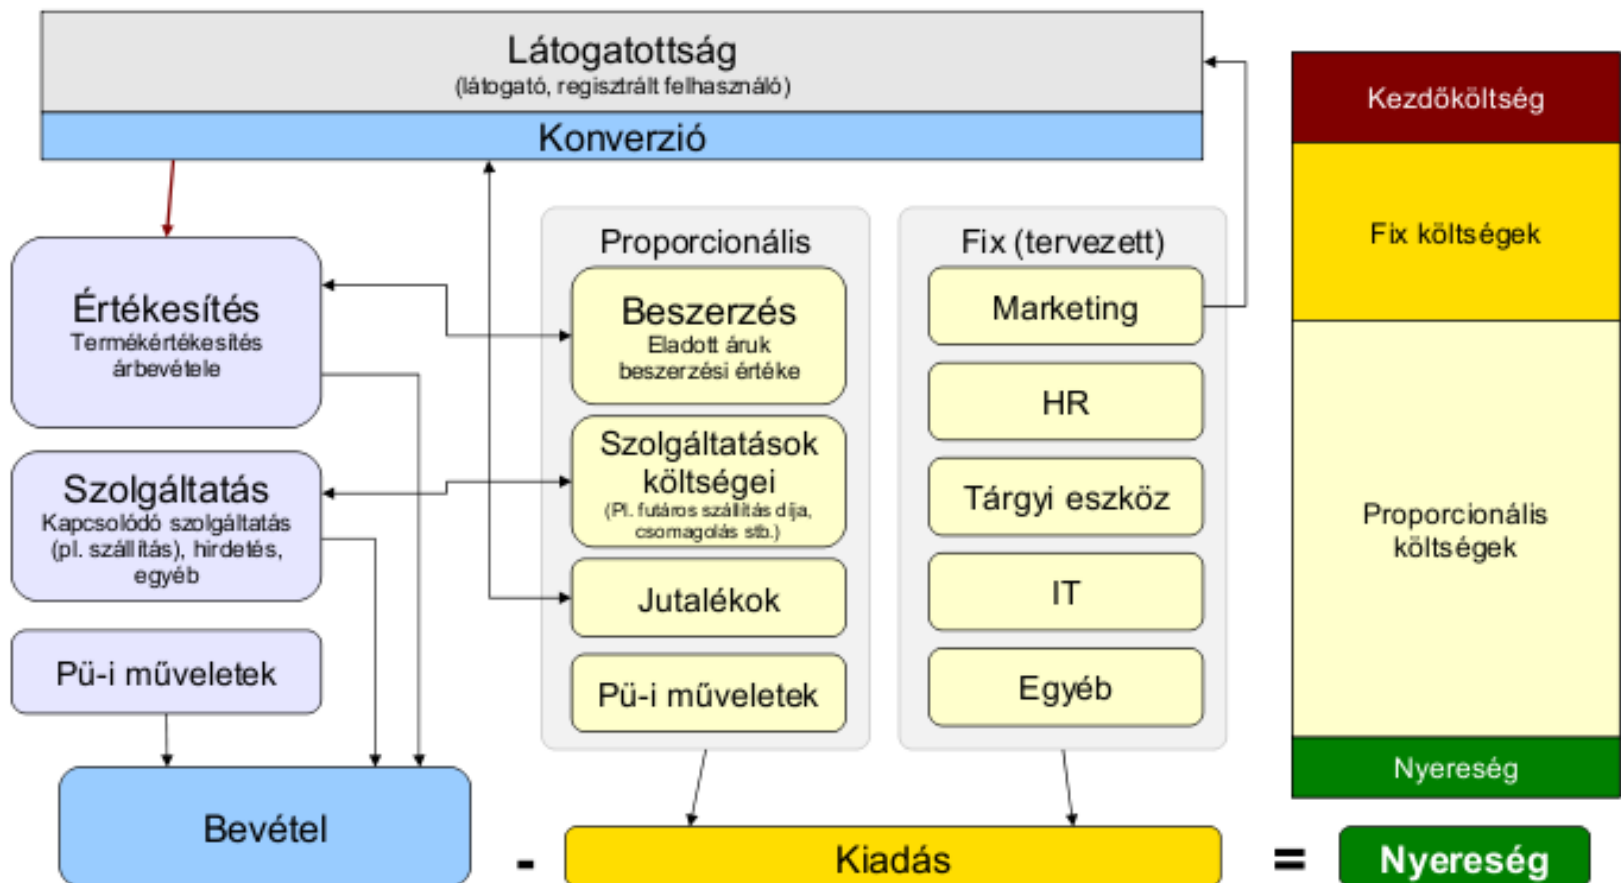 Látogatottság
(látogató, regisztrált felhasználó)
Konverzió
Értékesítés
Termékértékesítés
árbevétele
Szolgáltatás
Kapcsolódó szolgáltatás
(pl. szállítás), hirdetés,
egyéb
Pü-i műveletek
Bevétel
Proporcionális
Beszerzés
Eladott áruk
beszerzési értéke
Szolgáltatások
költségei
(Pl. futáros szállítás díja,
csomagolás stb.)
Jutalékok
Pü-i műveletek
Fix (tervezett)
Marketing
HR
Tárgyi eszköz
IT
Egyéb
-
Kiadás
=
Nyereség
Kezdőköltség
Fix költségek
Proporcionális
költségek
Nyereség